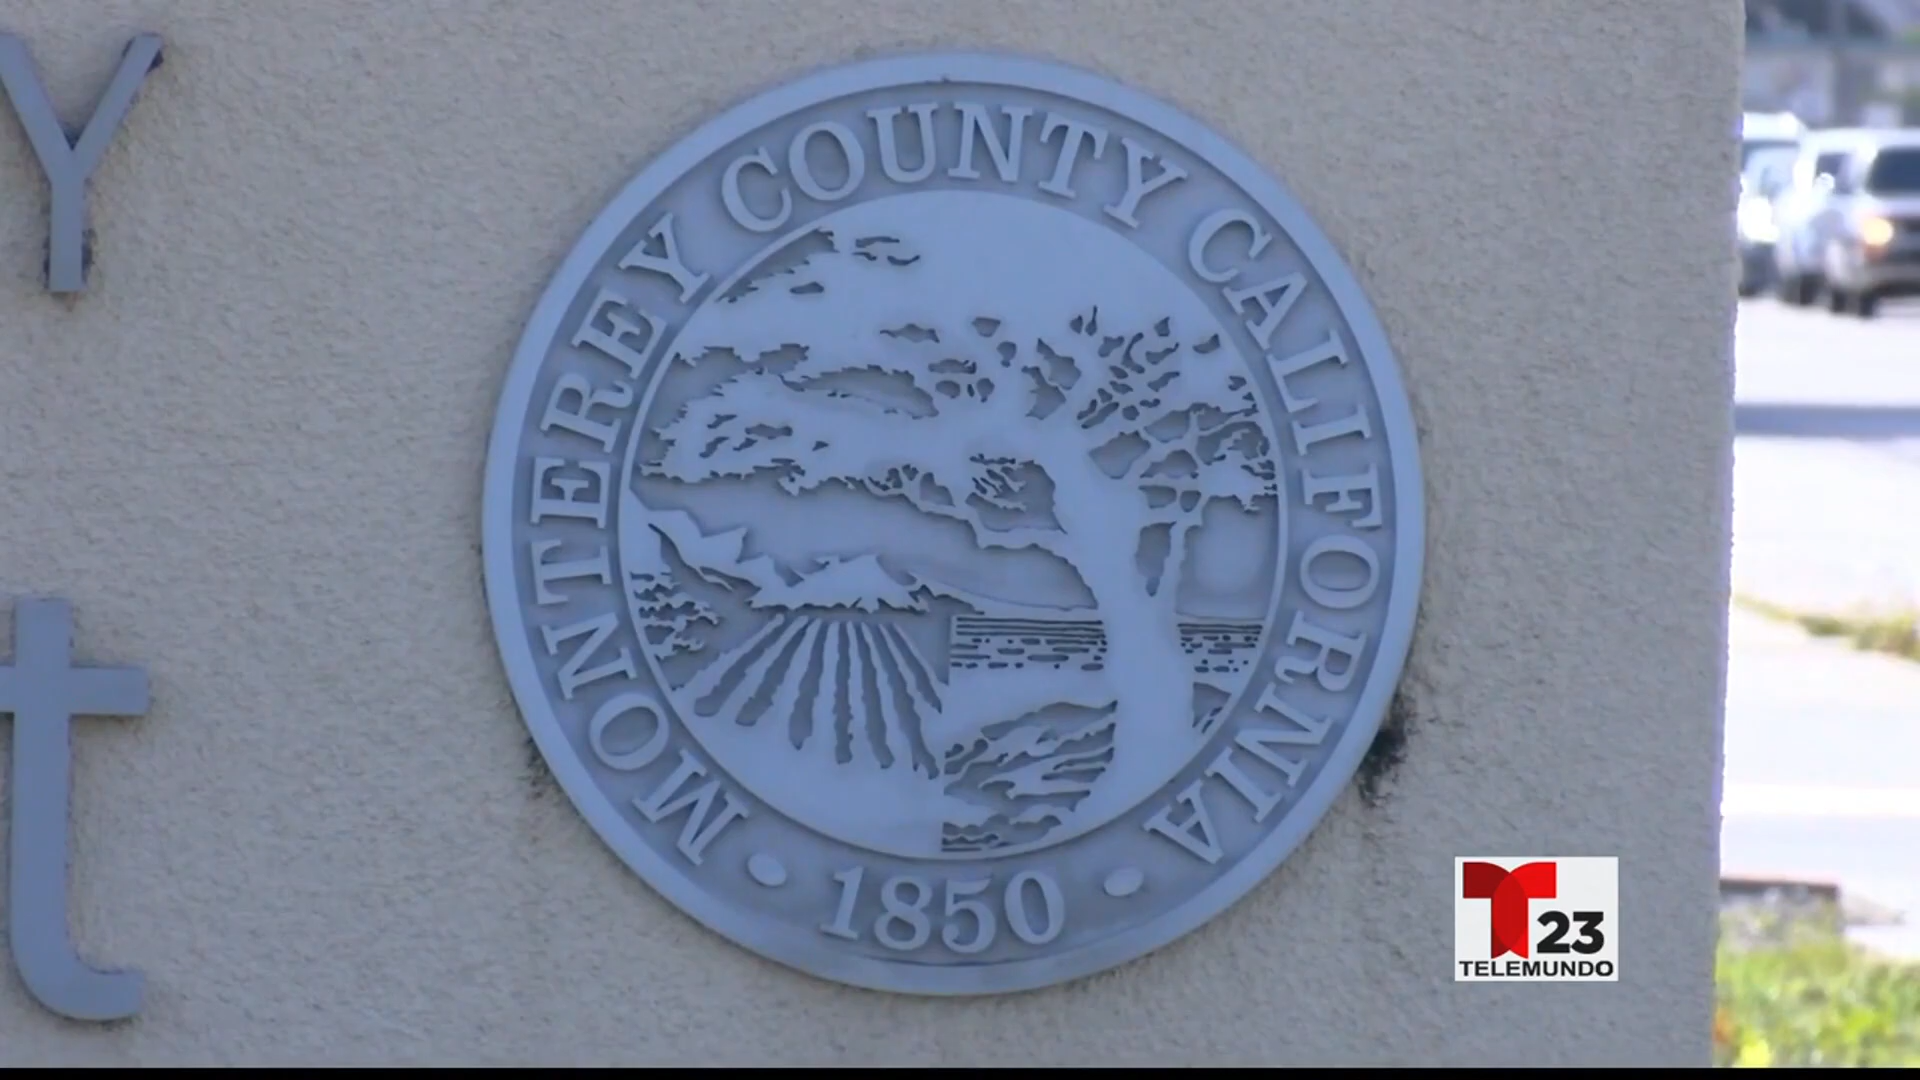 Y
t
MONTEREY COUNTY CALIFORNIA
• 1850 •
T 23
TELEMUNDO